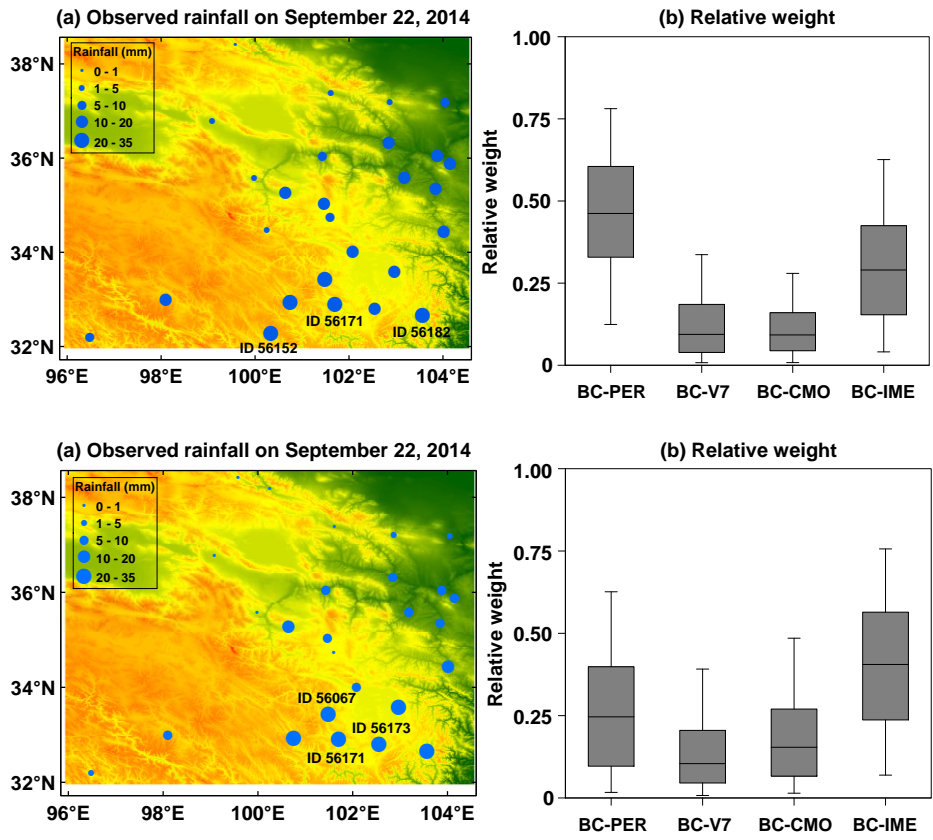 (a) Observed rainfall on September 22, 2014
(b) Relative weight
38°N
36°N
34°N
32°N
Rainfall (mm)
0 - 1
1 - 5
5 - 10
10 - 20
20 - 35
ID 56171
ID 56182
ID 56152
96°E 98°E 100°E 102°E 104°E
Relative weight
1.00
0.75
0.50
0.25
0
BC-PER BC-V7 BC-CMO BC-IME
(a) Observed rainfall on September 22, 2014
(b) Relative weight
38°N
36°N
34°N
32°N
Rainfall (mm)
0 - 1
1 - 5
5 - 10
10 - 20
20 - 35
ID 56067
ID 56173
ID 56171
96°E 98°E 100°E 102°E 104°E
Relative weight
1.00
0.75
0.50
0.25
0
BC-PER BC-V7 BC-CMO BC-IME